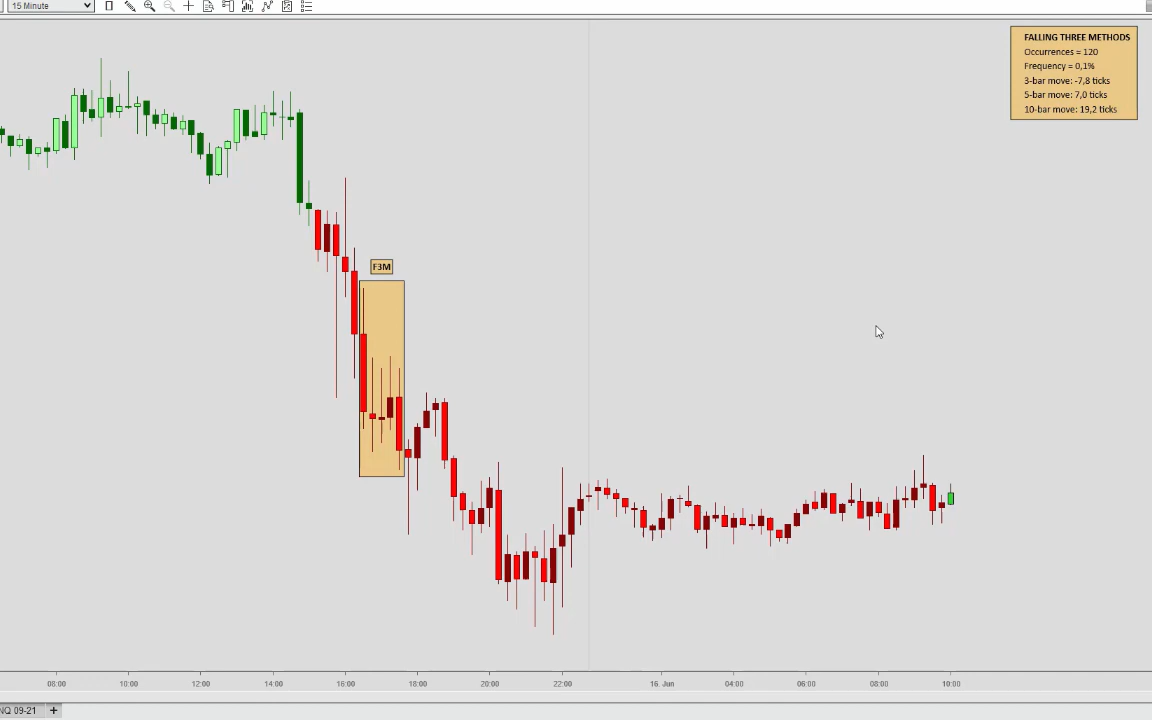 15 Minute
FALLING THREE METHODS
Occurrences = 120
Frequency = 0,1%
3-bar move: -7,8 ticks
5-bar move: 7,0 ticks
10-bar move: 19,2 ticks
F3M
08:00 10:00 12:00 14:00 16:00 18:00 20:00 22:00 16. Jun 04:00 06:00 08:00 10:00
NQ 09-21 +